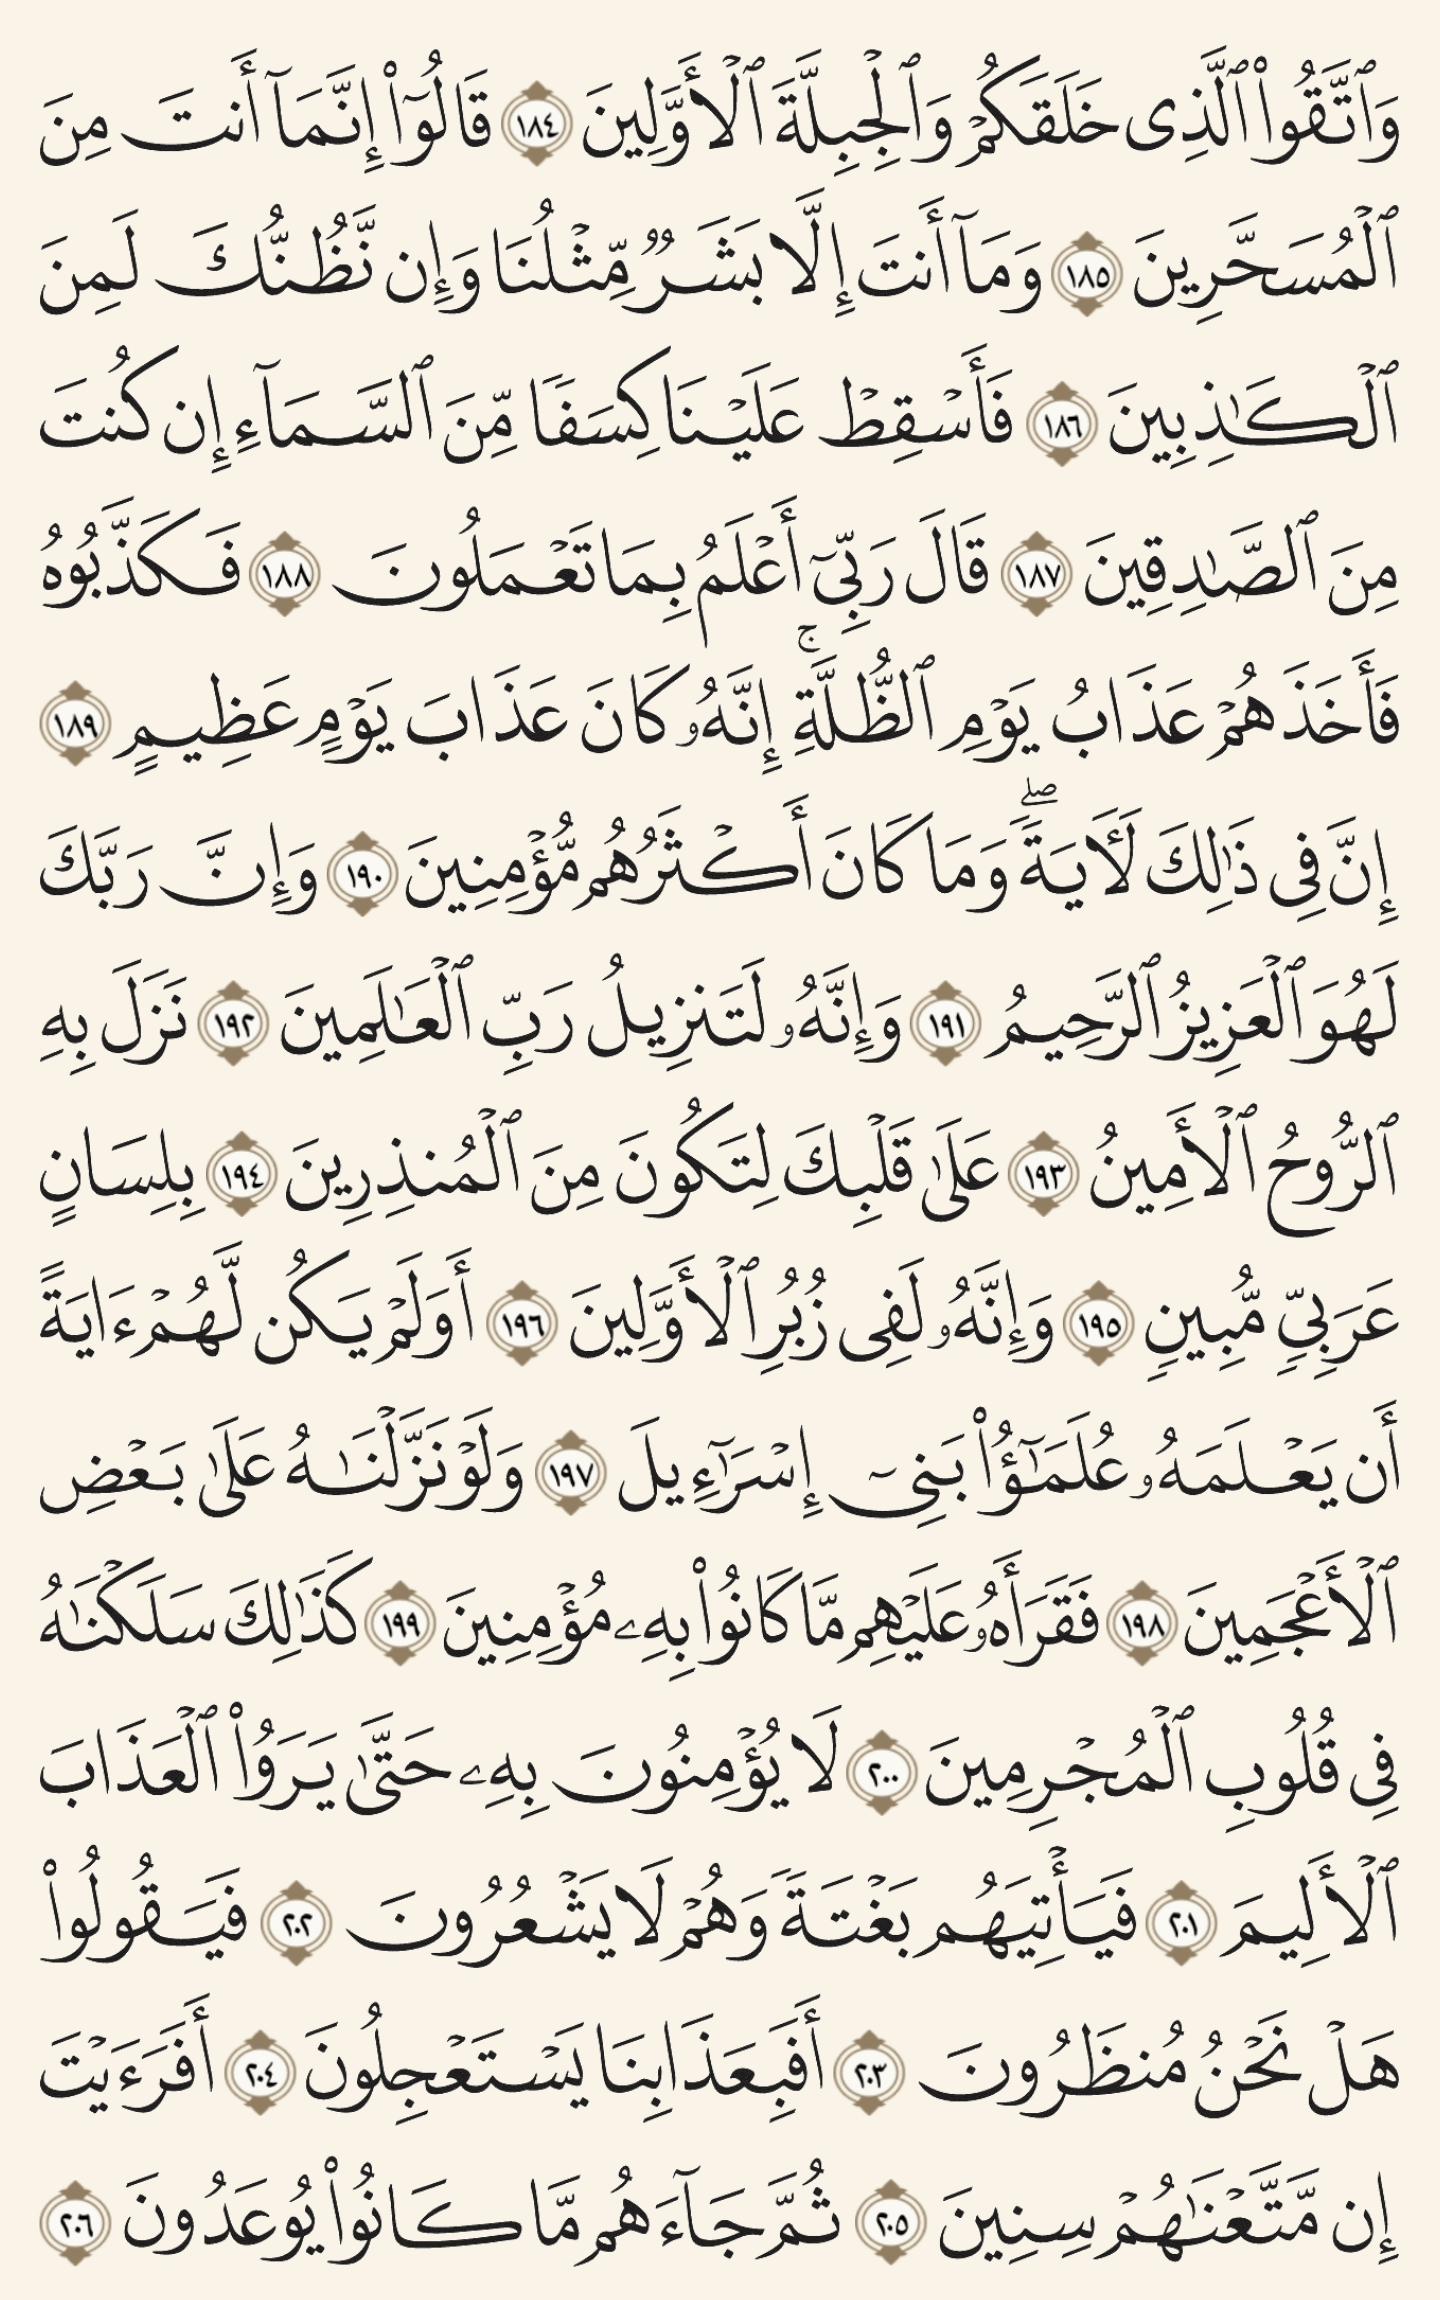 وَٱتَّقُوا۟ ٱلَّذِى خَلَقَكُمْ وَٱلْجِبِلَّةَ ٱلْأَوَّلِينَ ١٨٤ قَالُوٓا۟ إِنَّمَآ أَنتَ مِنَ
ٱلْمُسَحَّرِينَ ١٨٥ وَمَآ أَنتَ إِلَّا بَشَرٌ مِّثْلُنَا وَإِن نَّظُنُّكَ لَمِنَ
ٱلْكَـٰذِبِينَ ١٨٦ فَأَسْقِطْ عَلَيْنَا كِسَفًا مِّنَ ٱلسَّمَآءِ إِن كُنتَ
مِنَ ٱلصَّـٰدِقِينَ ١٨٧ قَالَ رَبِّىٓ أَعْلَمُ بِمَا تَعْمَلُونَ ١٨٨ فَكَذَّبُوهُ
فَأَخَذَهُمْ عَذَابُ يَوْمِ ٱلظُّلَّةِ ۚ إِنَّهُۥ كَانَ عَذَابَ يَوْمٍ عَظِيمٍ ١٨٩
إِنَّ فِى ذَٰلِكَ لَـَٔايَةً ۖ وَمَا كَانَ أَكْثَرُهُم مُّؤْمِنِينَ ١٩٠ وَإِنَّ رَبَّكَ
لَهُوَ ٱلْعَزِيزُ ٱلرَّحِيمُ ١٩١ وَإِنَّهُۥ لَتَنزِيلُ رَبِّ ٱلْعَـٰلَمِينَ ١٩٢ نَزَلَ بِهِ
ٱلرُّوحُ ٱلْأَمِينُ ١٩٣ عَلَىٰ قَلْبِكَ لِتَكُونَ مِنَ ٱلْمُنذِرِينَ ١٩٤ بِلِسَانٍ
عَرَبِىٍّ مُّبِينٍ ١٩٥ وَإِنَّهُۥ لَفِى زُبُرِ ٱلْأَوَّلِينَ ١٩٦ أَوَلَمْ يَكُن لَّهُمْ ءَايَةً
أَن يَعْلَمَهُۥ عُلَمَـٰٓؤُا۟ بَنِىٓ إِسْرَٰٓءِيلَ ١٩٧ وَلَوْ نَزَّلْنَـٰهُ عَلَىٰ بَعْضِ
ٱلْأَعْجَمِينَ ١٩٨ فَقَرَأَهُۥ عَلَيْهِم مَّا كَانُوا۟ بِهِۦ مُؤْمِنِينَ ١٩٩ كَذَٰلِكَ سَلَكْنَـٰهُ
فِى قُلُوبِ ٱلْمُجْرِمِينَ ٢٠٠ لَا يُؤْمِنُونَ بِهِۦ حَتَّىٰ يَرَوُا۟ ٱلْعَذَابَ
ٱلْأَلِيمَ ٢٠١ فَيَأْتِيَهُم بَغْتَةً وَهُمْ لَا يَشْعُرُونَ ٢٠٢ فَيَقُولُوا۟
هَلْ نَحْنُ مُنظَرُونَ ٢٠٣ أَفَبِعَذَابِنَا يَسْتَعْجِلُونَ ٢٠٤ أَفَرَءَيْتَ
إِن مَّتَّعْنَـٰهُمْ سِنِينَ ٢٠٥ ثُمَّ جَآءَهُم مَّا كَانُوا۟ يُوعَدُونَ ٢٠٦